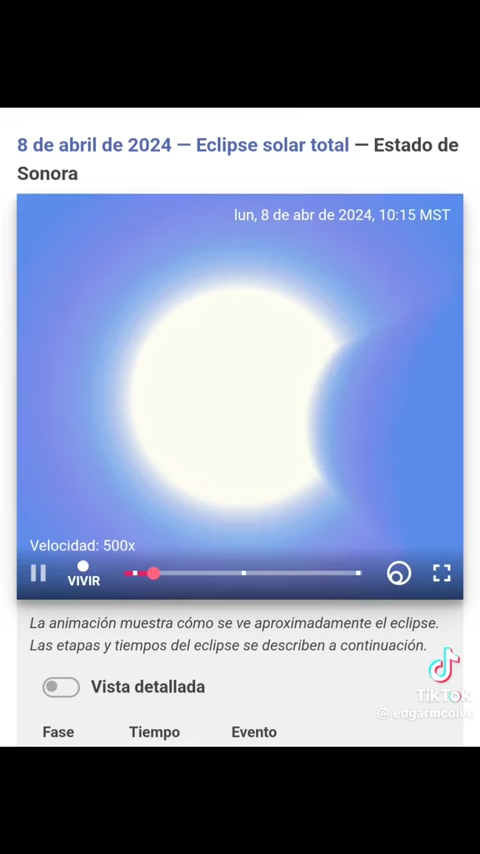 8 de abril de 2024 — Eclipse solar total — Estado de
Sonora
lun, 8 de abr de 2024, 10:15 MST
Velocidad: 500x
VIVIR
La animación muestra cómo se ve aproximadamente el eclipse.
Las etapas y tiempos del eclipse se describen a continuación.
Vista detallada
TikTok
Fase Tiempo Evento